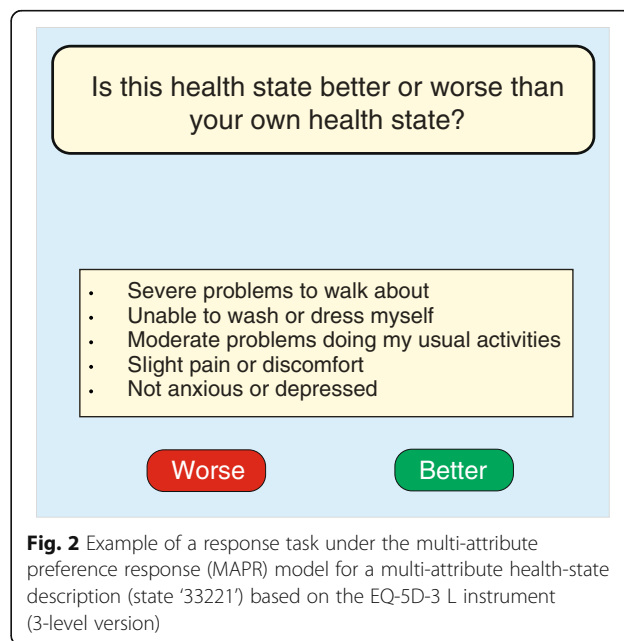 Is this health state better or worse than
your own health state?
• Severe problems to walk about
• Unable to wash or dress myself
• Moderate problems doing my usual activities
• Slight pain or discomfort
• Not anxious or depressed
Worse
Better
Fig. 2 Example of a response task under the multi-attribute
preference response (MAPR) model for a multi-attribute health-state
description (state ‘33221’) based on the EQ-5D-3 L instrument
(3-level version)